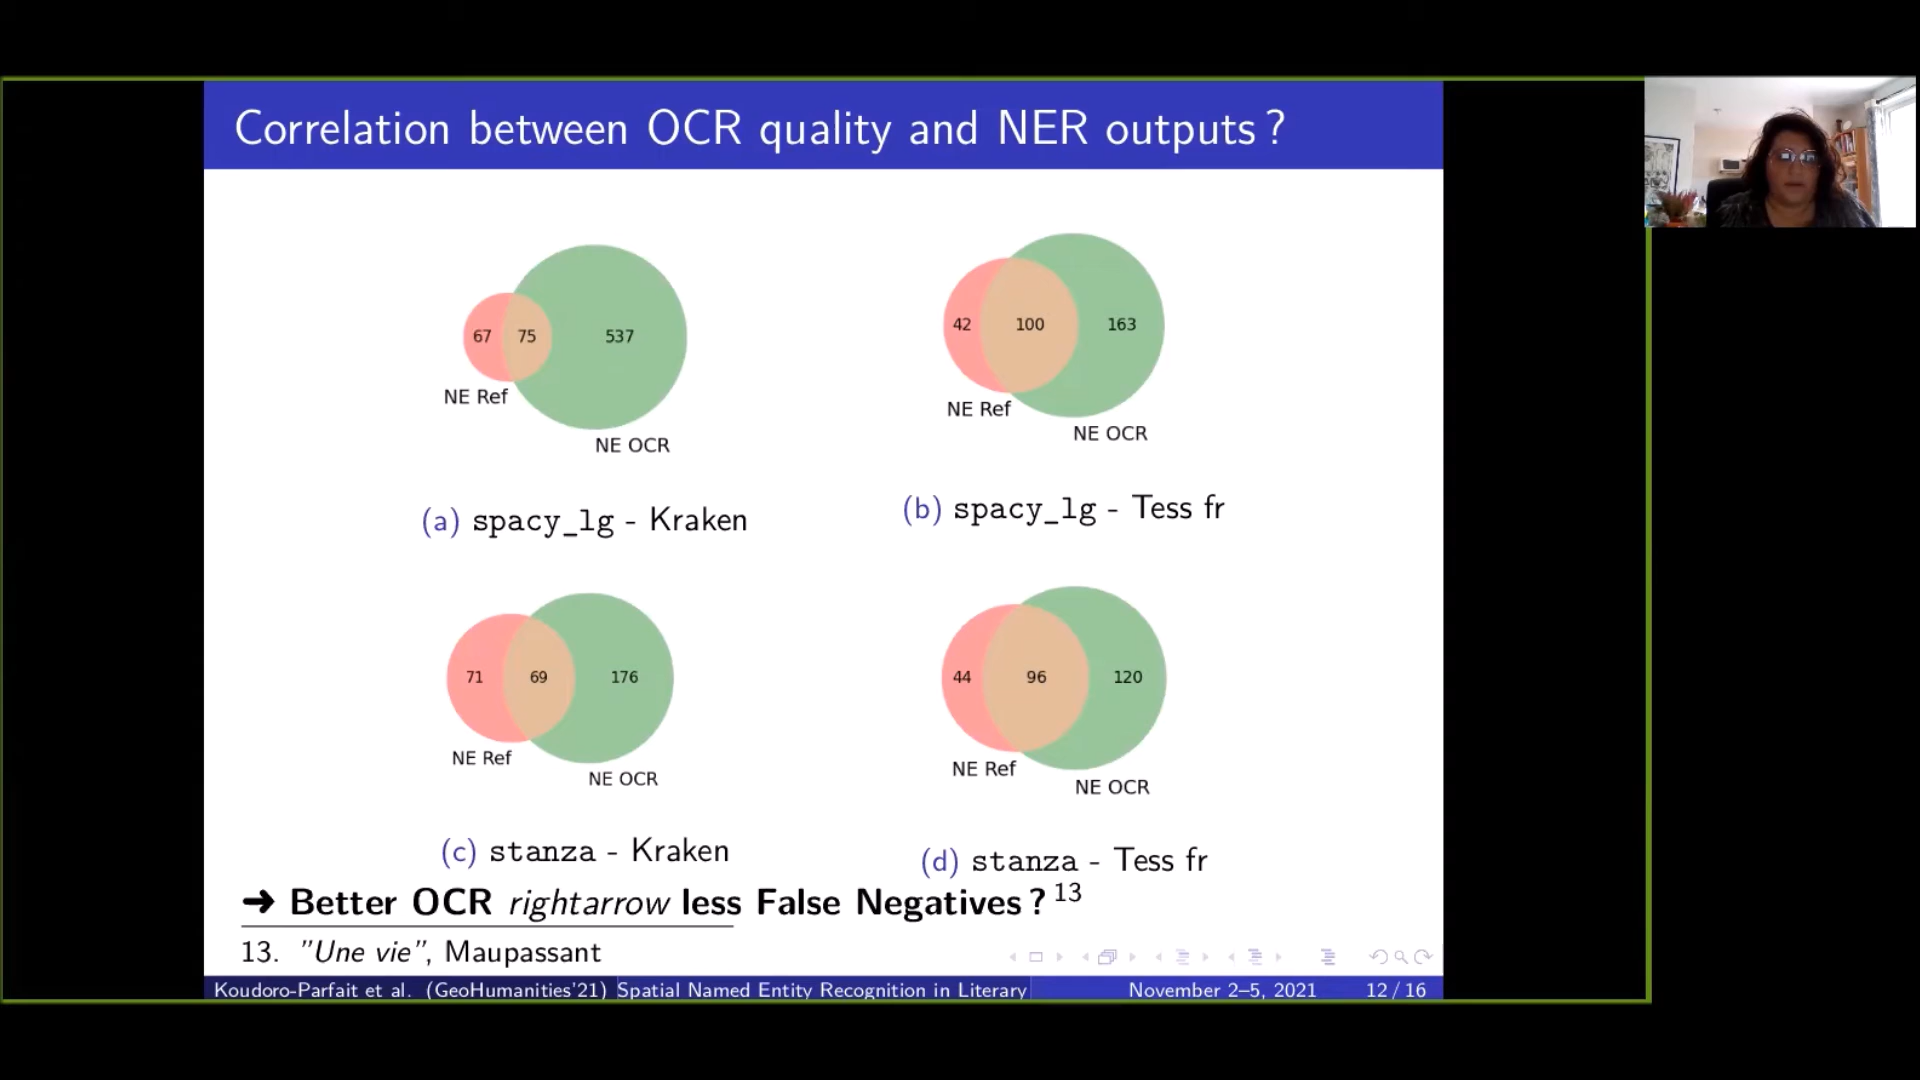 Correlation between OCR quality and NER outputs ?
67 75 537
NE Ref
NE OCR
(a) spacy_lg - Kraken
42 100 163
NE Ref
NE OCR
(b) spacy_lg - Tess fr
71 69 176
NE Ref
NE OCR
(c) stanza - Kraken
44 96 120
NE Ref
NE OCR
(d) stanza - Tess fr
➜ Better OCR rightarrow less False Negatives ? 13
13. "Une vie", Maupassant
Koudoro-Parfait et al. (GeoHumanities'21) Spatial Named Entity Recognition in Literary November 2–5, 2021 12 / 16